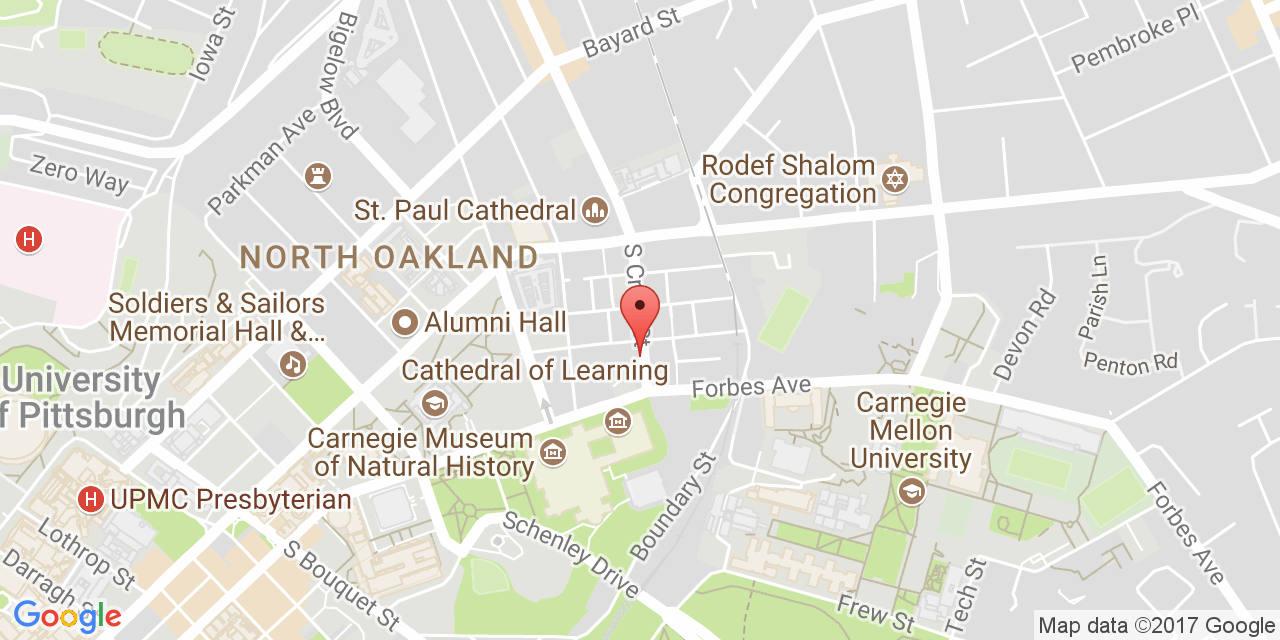 Iowa St
Bigelow Blvd
Bayard St
Pembroke Pl
Zero Way
Parkman Ave
Rodef Shalom
Congregation
St. Paul Cathedral
NORTH OAKLAND
S Cr
H
Soldiers & Sailors
Memorial Hall &...
Alumni Hall
Parish Ln
Devon Rd
Penton Rd
University
of Pittsburgh
Cathedral of Learning
Forbes Ave
Carnegie
Mellon
University
Carnegie Museum
of Natural History
H UPMC Presbyterian
Boundary St
Schenley Drive
Forbes Ave
Lothrop St
Darragh S
S Bouquet St
Frew St
Tech St
Google
Map data ©2017 Google